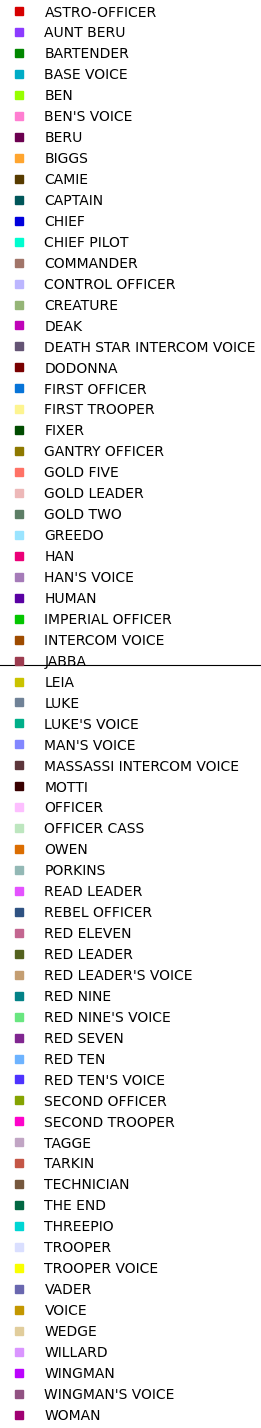 ASTRO-OFFICER
AUNT BERU
BARTENDER
BASE VOICE
BEN
BEN'S VOICE
BERU
BIGGS
CAMIE
CAPTAIN
CHIEF
CHIEF PILOT
COMMANDER
CONTROL OFFICER
CREATURE
DEAK
DEATH STAR INTERCOM VOICE
DODONNA
FIRST OFFICER
FIRST TROOPER
FIXER
GANTRY OFFICER
GOLD FIVE
GOLD LEADER
GOLD TWO
GREEDO
HAN
HAN'S VOICE
HUMAN
IMPERIAL OFFICER
INTERCOM VOICE
JABBA
LEIA
LUKE
LUKE'S VOICE
MAN'S VOICE
MASSASSI INTERCOM VOICE
MOTTI
OFFICER
OFFICER CASS
OWEN
PORKINS
READ LEADER
REBEL OFFICER
RED ELEVEN
RED LEADER
RED LEADER'S VOICE
RED NINE
RED NINE'S VOICE
RED SEVEN
RED TEN
RED TEN'S VOICE
SECOND OFFICER
SECOND TROOPER
TAGGE
TARKIN
TECHNICIAN
THE END
THREEPIO
TROOPER
TROOPER VOICE
VADER
VOICE
WEDGE
WILLARD
WINGMAN
WINGMAN'S VOICE
WOMAN